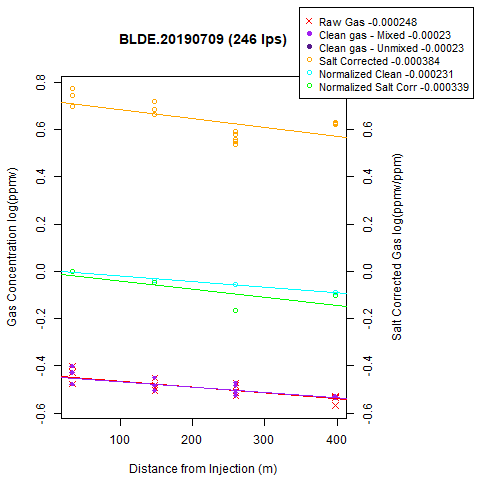 BLDE.20190709 (246 lps)
Raw Gas -0.000248
Clean gas - Mixed -0.00023
Clean gas - Unmixed -0.00023
Salt Corrected -0.000384
Normalized Clean -0.000231
Normalized Salt Corr -0.000339
Gas Concentration log(ppmv)
0.8
0.6
0.4
0.2
0.0
-0.2
-0.4
-0.6
Salt Corrected Gas log(ppmv/ppm)
0.8
0.6
0.4
0.2
0.0
-0.2
-0.4
-0.6
100 200 300 400
Distance from Injection (m)